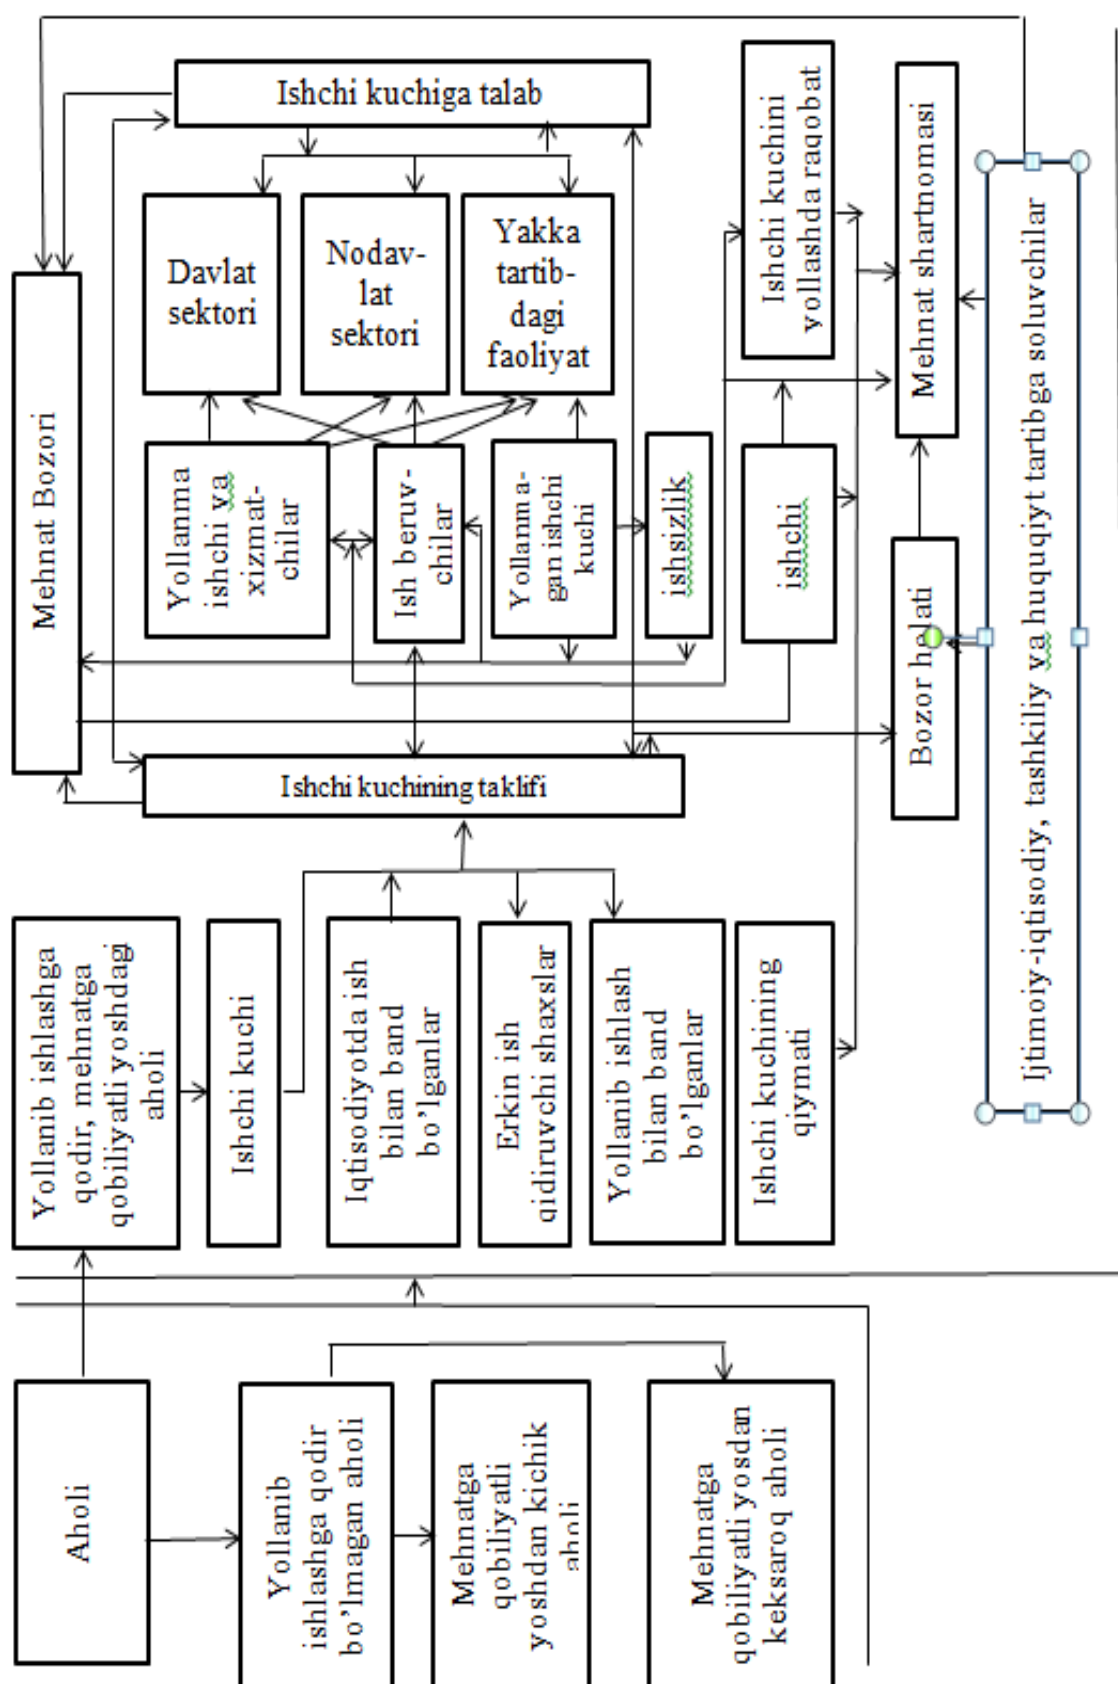 Ishchi kuchiga talab
Davlat
sektori
Nodav-
lat
sektori
Yakka
tartib-
dagi
faoliyat
Ishchi kuchini
yollashda raqobat
Mehnat shartnomasi
Ijtimoiy-iqtisodiy, tashkiliy va huquqiyt tartibga soluvchilar
Mehnat Bozori
Yollanma
ishchi va
xizmat-
chilar
Ish beruv-
chilar
Yollanma-
gan ishchi
kuchi
ishsizlik
ishchi
Bozor helati
Ishchi kuchining taklifi
Yollanib ishlashga
qodir, mehnatga
qobiliyatli yoshdagi
aholi
Ishchi kuchi
Iqtisodiyotda ish
bilan band
bo’lganlar
Erkin ish
qidiruvchi shaxslar
Yollanib ishlash
bilan band
bo’lganlar
Ishchi kuchining
qiymati
Aholi
Yollanib
ishlashga qodir
bo’lmagan aholi
Mehnatga
qobiliyatli
yoshdan kichik
aholi
Mehnatga
qobiliyatli yosdan
keksaroq aholi